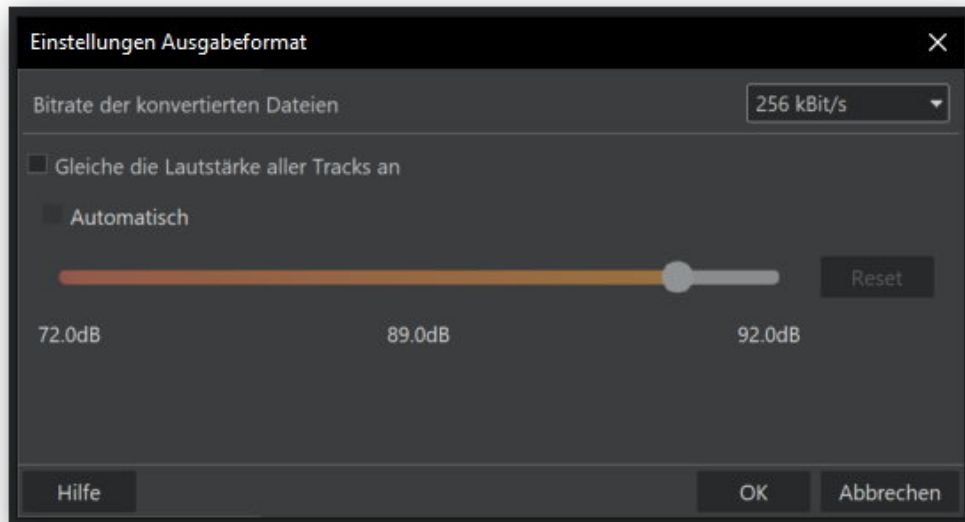 Einstellungen Ausgabeformat
Bitrate der konvertierten Dateien 256 kBit/s
Gleiche die Lautstärke aller Tracks an
Automatisch
Reset
72.0dB 89.0dB 92.0dB
Hilfe OK Abbrechen